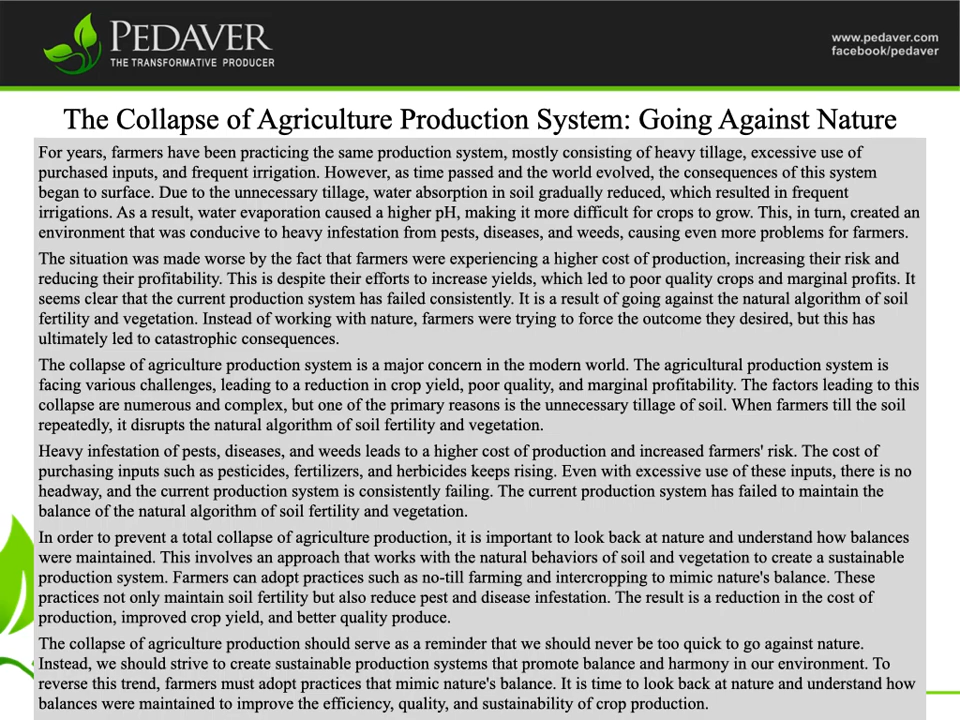 PEDAVER
THE TRANSFORMATIVE PRODUCER
www.pedaver.com
facebook/pedaver
The Collapse of Agriculture Production System: Going Against Nature
For years, farmers have been practicing the same production system, mostly consisting of heavy tillage, excessive use of
purchased inputs, and frequent irrigation. However, as time passed and the world evolved, the consequences of this system
began to surface. Due to the unnecessary tillage, water absorption in soil gradually reduced, which resulted in frequent
irrigations. As a result, water evaporation caused a higher pH, making it more difficult for crops to grow. This, in turn, created an
environment that was conducive to heavy infestation from pests, diseases, and weeds, causing even more problems for farmers.
The situation was made worse by the fact that farmers were experiencing a higher cost of production, increasing their risk and
reducing their profitability. This is despite their efforts to increase yields, which led to poor quality crops and marginal profits. It
seems clear that the current production system has failed consistently. It is a result of going against the natural algorithm of soil
fertility and vegetation. Instead of working with nature, farmers were trying to force the outcome they desired, but this has
ultimately led to catastrophic consequences.
The collapse of agriculture production system is a major concern in the modern world. The agricultural production system is
facing various challenges, leading to a reduction in crop yield, poor quality, and marginal profitability. The factors leading to this
collapse are numerous and complex, but one of the primary reasons is the unnecessary tillage of soil. When farmers till the soil
repeatedly, it disrupts the natural algorithm of soil fertility and vegetation.
Heavy infestation of pests, diseases, and weeds leads to a higher cost of production and increased farmers' risk. The cost of
purchasing inputs such as pesticides, fertilizers, and herbicides keeps rising. Even with excessive use of these inputs, there is no
headway, and the current production system is consistently failing. The current production system has failed to maintain the
balance of the natural algorithm of soil fertility and vegetation.
In order to prevent a total collapse of agriculture production, it is important to look back at nature and understand how balances
were maintained. This involves an approach that works with the natural behaviors of soil and vegetation to create a sustainable
production system. Farmers can adopt practices such as no-till farming and intercropping to mimic nature's balance. These
practices not only maintain soil fertility but also reduce pest and disease infestation. The result is a reduction in the cost of
production, improved crop yield, and better quality produce.
The collapse of agriculture production should serve as a reminder that we should never be too quick to go against nature.
Instead, we should strive to create sustainable production systems that promote balance and harmony in our environment. To
reverse this trend, farmers must adopt practices that mimic nature's balance. It is time to look back at nature and understand how
balances were maintained to improve the efficiency, quality, and sustainability of crop production.